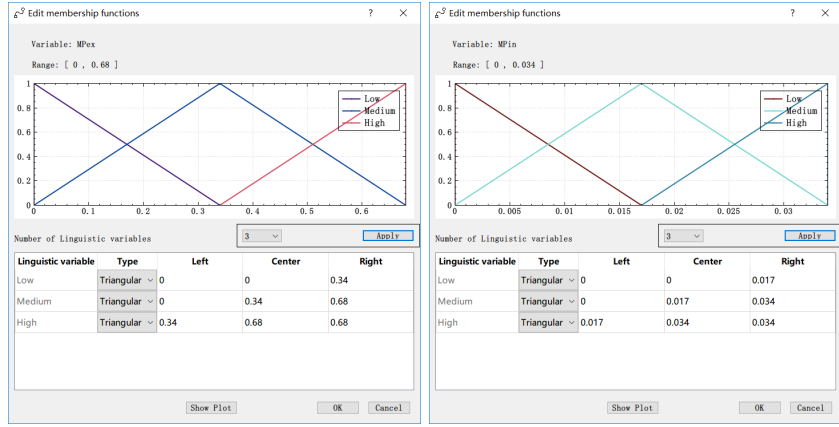 Edit membership functions ? ×
Variable: MPex
Range: [ 0 , 0.68 ]
Low
Medium
High
1
0.8
0.6
0.4
0.2
0
0 0.1 0.2 0.3 0.4 0.5 0.6
Number of Linguistic variables 3 Apply
Linguistic variable Type Left Center Right
Low Triangular 0 0 0.34
Medium Triangular 0 0.34 0.68
High Triangular 0.34 0.68 0.68
Show Plot OK Cancel
Edit membership functions ? ×
Variable: MPin
Range: [ 0 , 0.034 ]
Low
Medium
High
1
0.8
0.6
0.4
0.2
0
0 0.005 0.01 0.015 0.02 0.025 0.03
Number of Linguistic variables 3 Apply
Linguistic variable Type Left Center Right
Low Triangular 0 0 0.017
Medium Triangular 0 0.017 0.034
High Triangular 0.017 0.034 0.034
Show Plot OK Cancel